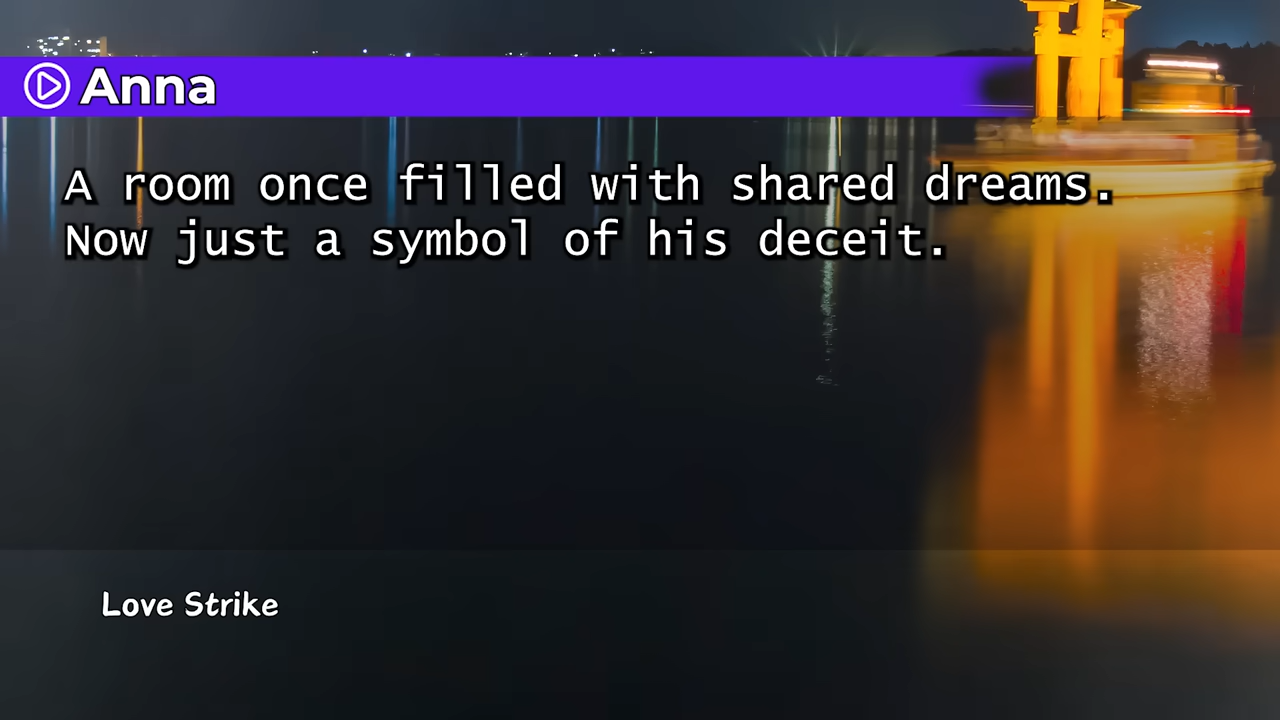 Anna
A room once filled with shared dreams.
Now just a symbol of his deceit.
Love Strike